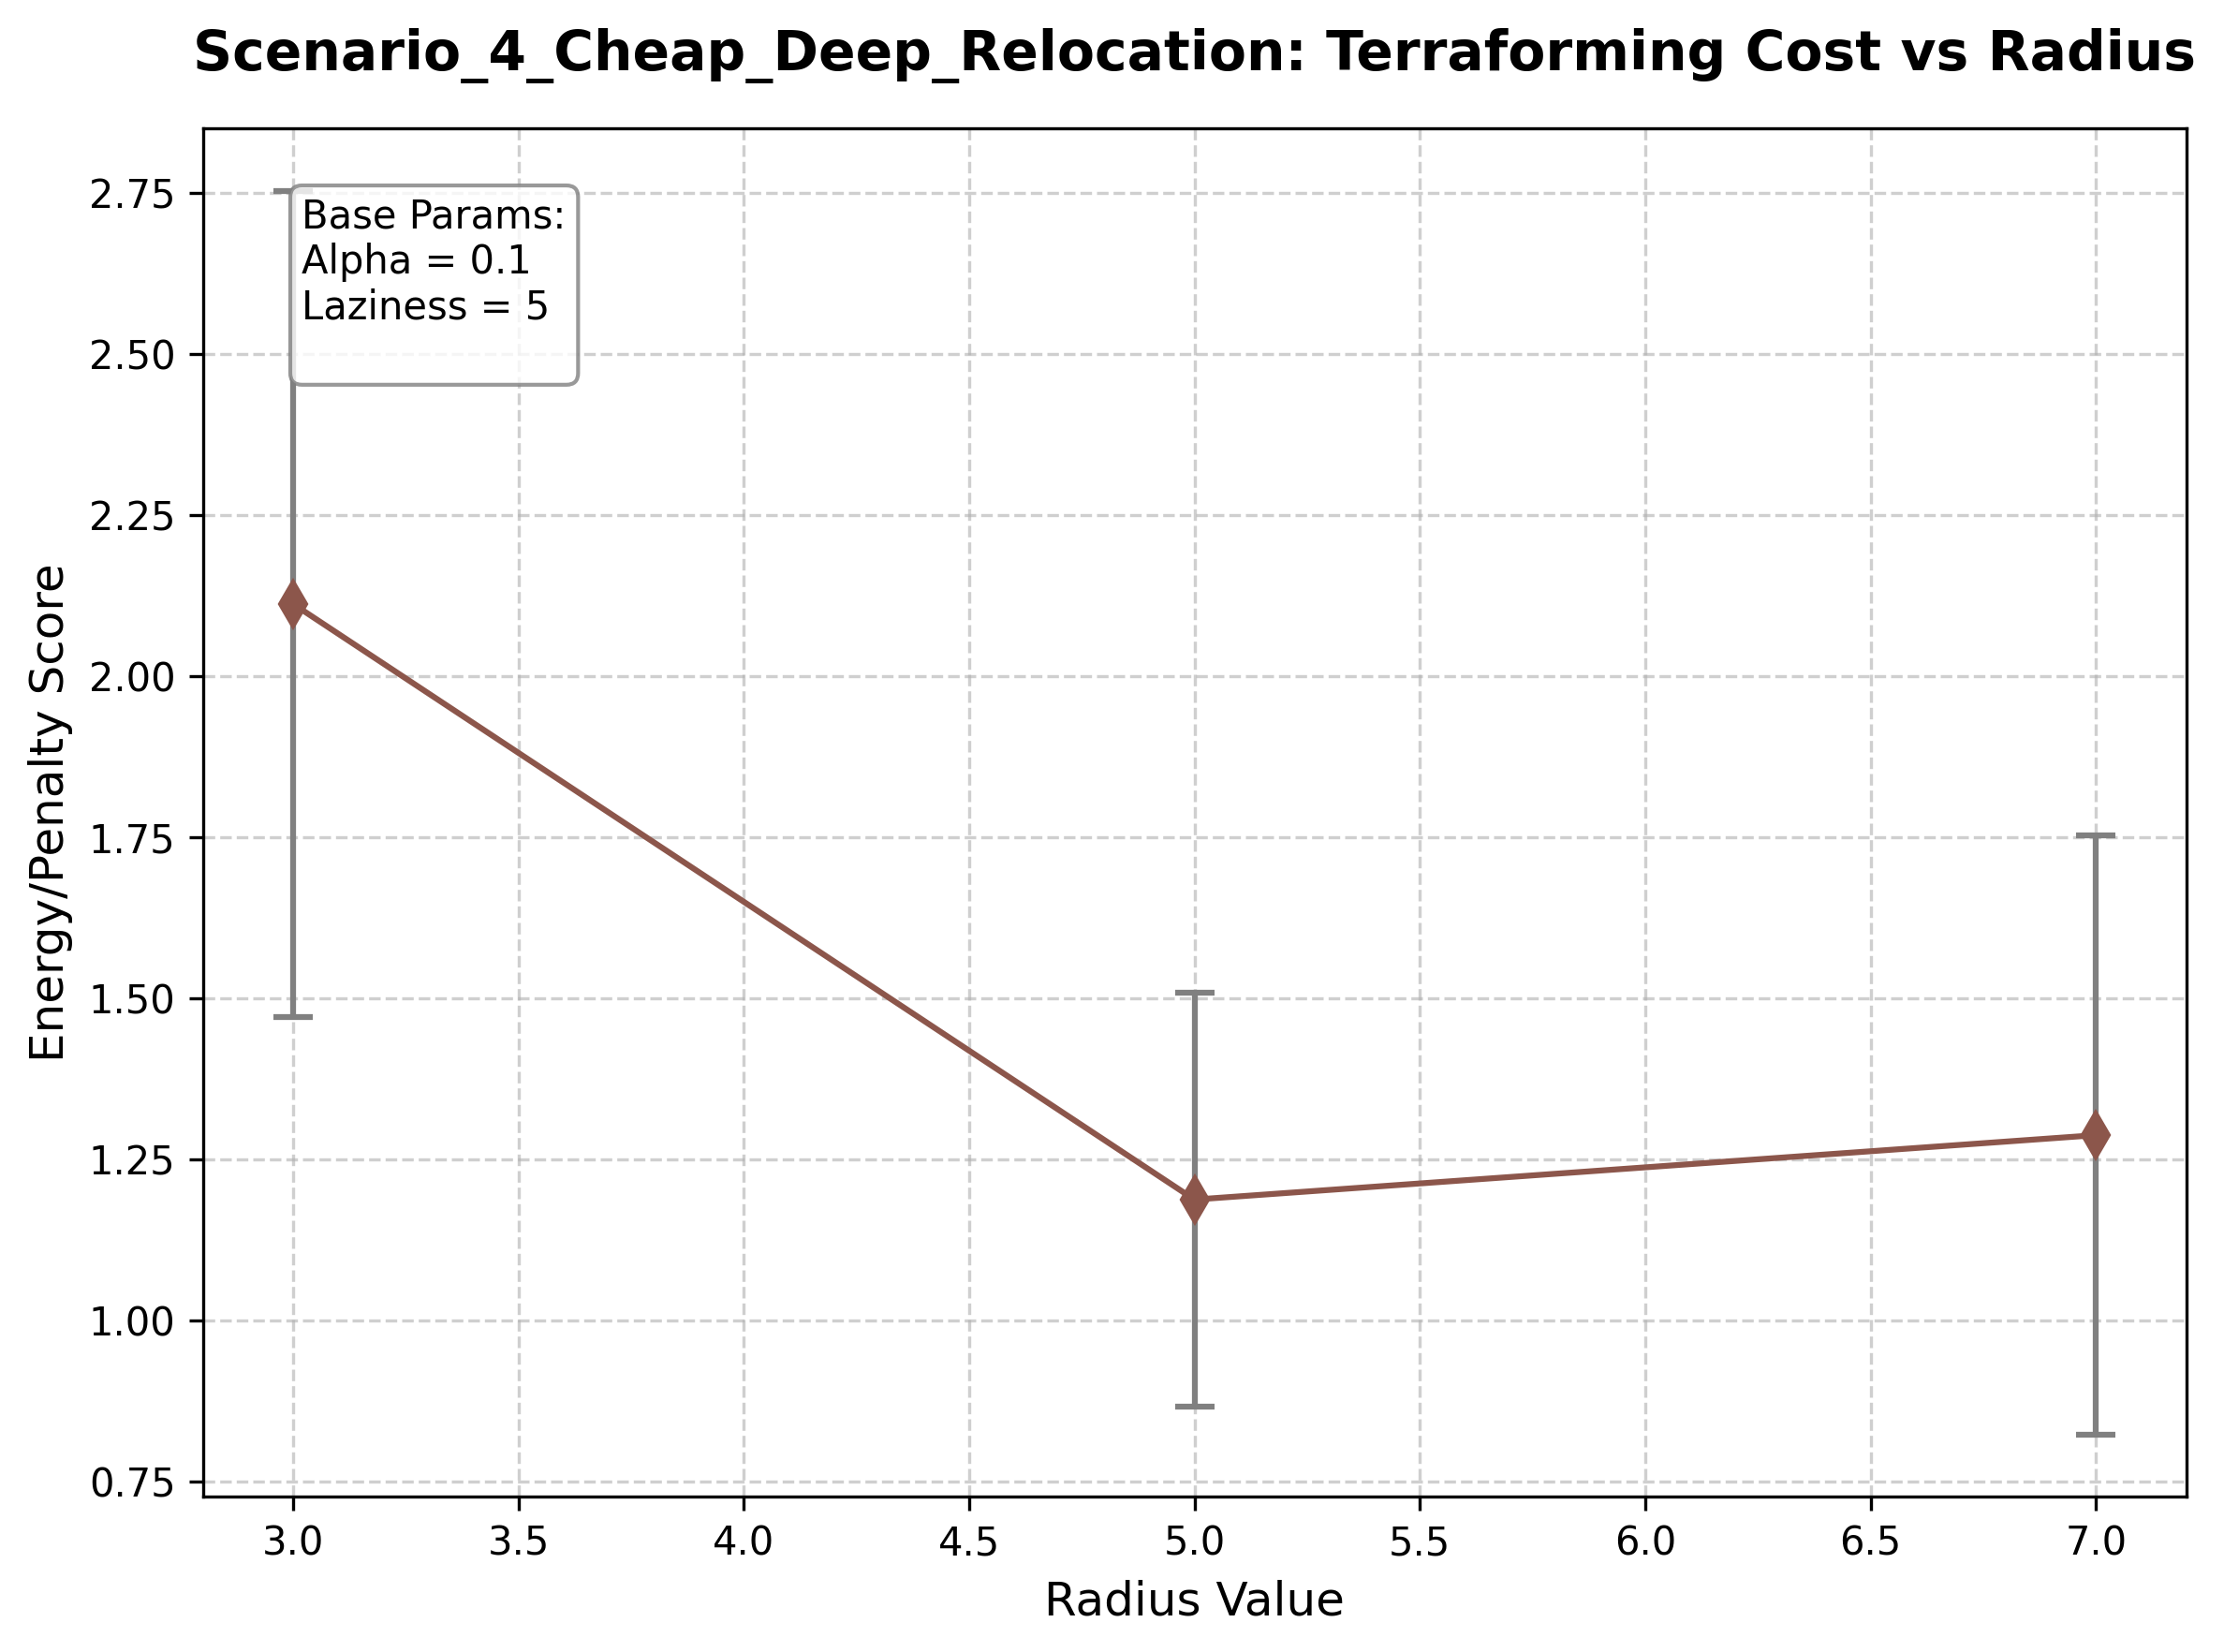 Scenario_4_Cheap_Deep_Relocation: Terraforming Cost vs Radius
Energy/Penalty Score
2.75
2.50
2.25
2.00
1.75
1.50
1.25
1.00
0.75
Base Params:
Alpha = 0.1
Laziness = 5
3.0 3.5 4.0 4.5 5.0 5.5 6.0 6.5 7.0
Radius Value